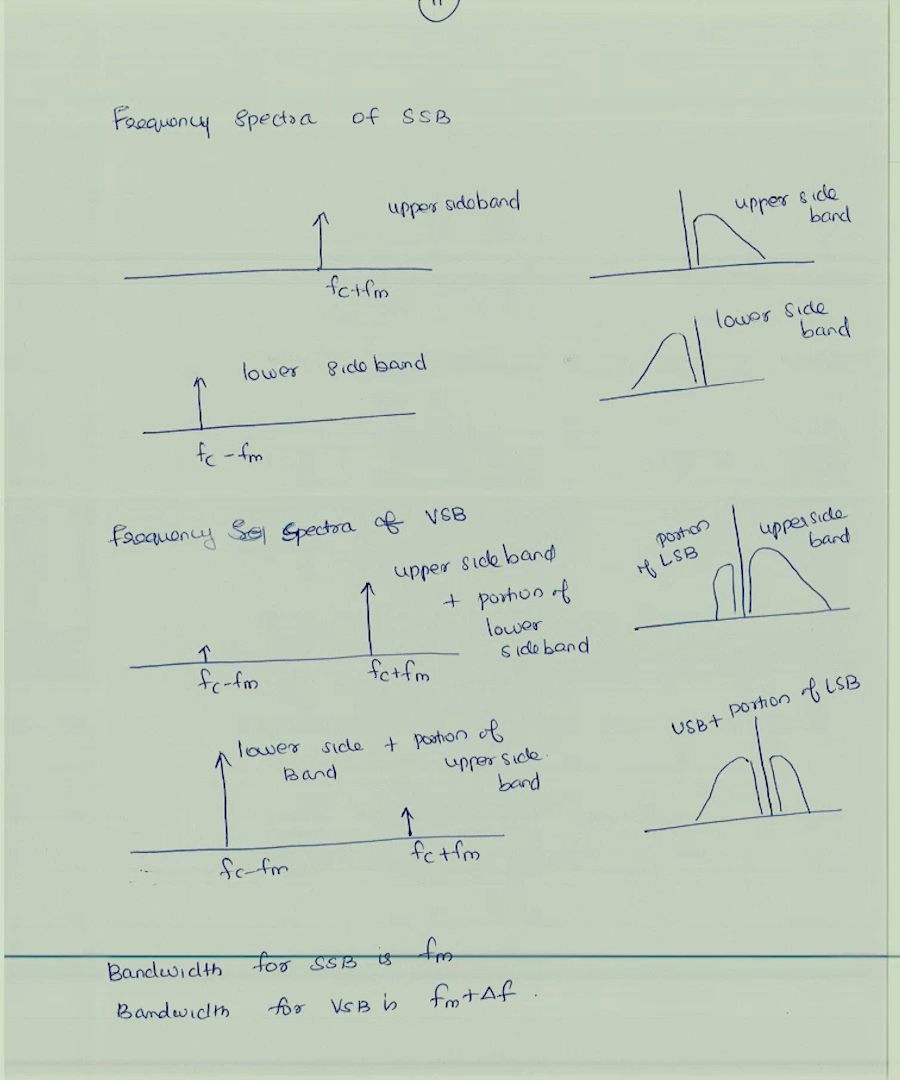 11
Frequency Spectra of SSB
upper sideband
fc+fm
upper side
band
lower side band
fc-fm
lower side
band
Frequency Spectra of VSB
upper side band
+ portion of
lower
side band
fc-fm
fc+fm
portion
of LSB
upper side
band
lower side + portion of
Band upper side
band
fc-fm
fc+fm
USB + portion of LSB
Bandwidth for SSB is fm
Bandwidth for VSB is fm+Δf.